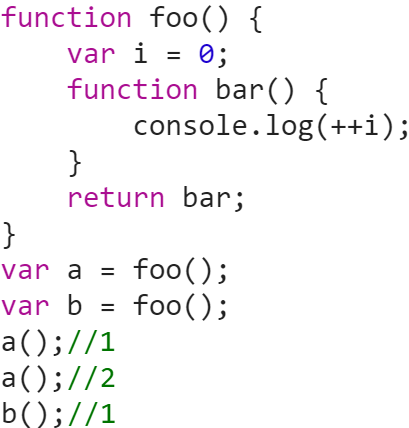 function foo() {
    var i = 0;
    function bar() {
        console.log(++i);
    }
    return bar;
}
var a = foo();
var b = foo();
a();//1
a();//2
b();//1